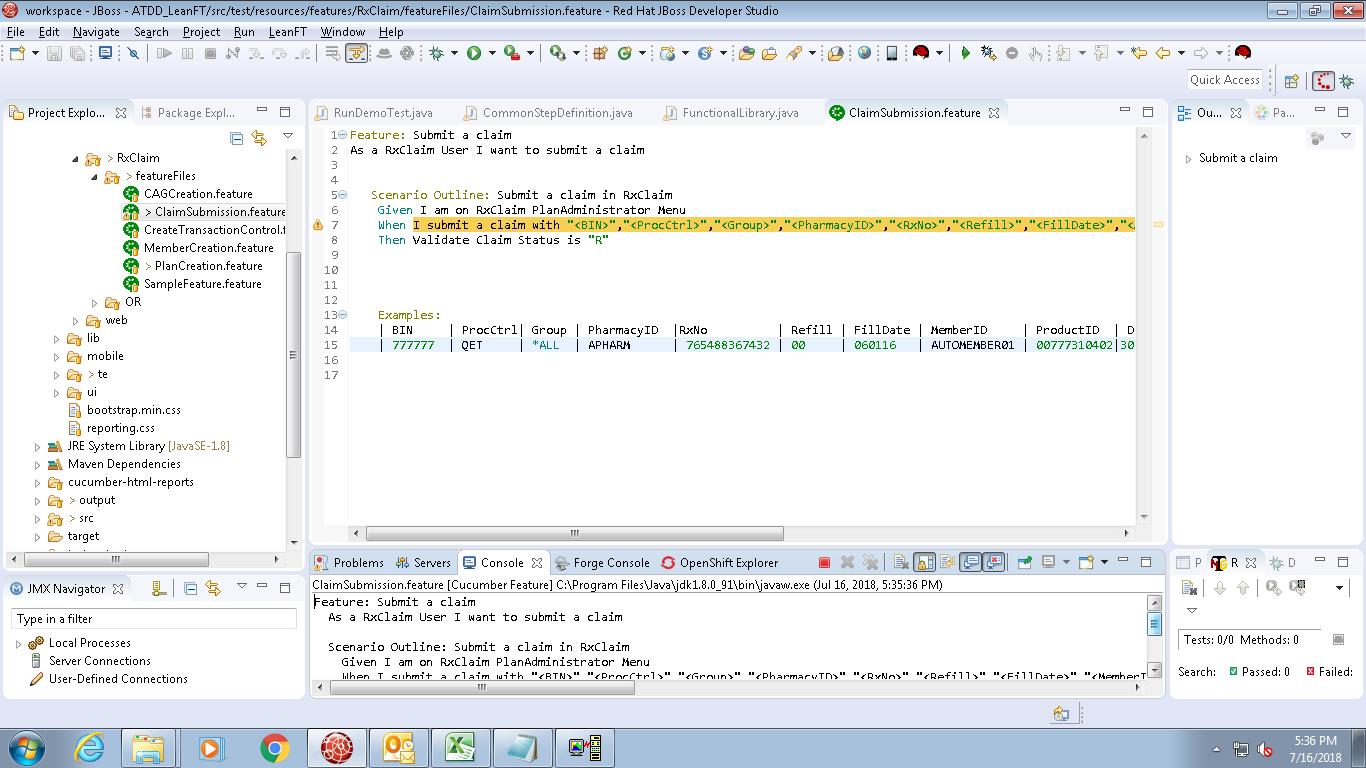 workspace - JBoss - ATDD_LeanFT/src/test/resources/features/RxClaim/featureFiles/ClaimSubmission.feature - Red Hat JBoss Developer Studio
File Edit Navigate Search Project Run LeanFT Window Help
Quick Access
Project Explo...
Package Expl...
> RxClaim
> featureFiles
CAGCreation.feature
> ClaimSubmission.feature
CreateTransactionControl.f
MemberCreation.feature
> PlanCreation.feature
SampleFeature.feature
OR
web
lib
mobile
> te
ui
bootstrap.min.css
reporting.css
JRE System Library [JavaSE-1.8]
Maven Dependencies
cucumber-html-reports
> output
> src
target
RunDemoTest.java
CommonStepDefinition.java
FunctionalLibrary.java
ClaimSubmission.feature
1 Feature: Submit a claim
2 As a RxClaim User I want to submit a claim
3
4
5 Scenario Outline: Submit a claim in RxClaim
6 Given I am on RxClaim PlanAdministrator Menu
7 When I submit a claim with "<BIN>","<ProcCtrl>","<Group>","<PharmacyID>","<RxNo>","<Refill>","<FillDate>","<
8 Then Validate Claim Status is "R"
9
10
11
12
13 Examples:
14 | BIN | ProcCtrl| Group | PharmacyID |RxNo | Refill | FillDate | MemberID | ProductID | D
15 | 777777 | QET | *ALL | APHARM | 765488367432 | 00 | 060116 | AUTOMEMBER01 | 00777310402|30
16
17
Ou...
Pa...
Submit a claim
JMX Navigator
Type in a filter
Local Processes
Server Connections
User-Defined Connections
Problems
Servers
Console
Forge Console
OpenShift Explorer
ClaimSubmission.feature [Cucumber Feature] C:\Program Files\Java\jdk1.8.0_91\bin\javaw.exe (Jul 16, 2018, 5:35:36 PM)
Feature: Submit a claim
As a RxClaim User I want to submit a claim
Scenario Outline: Submit a claim in RxClaim
Given I am on RxClaim PlanAdministrator Menu
When I submit a claim with "<BIN>","<ProcCtrl>","<Group>","<PharmacyID>","<RxNo>","<Refill>","<FillDate>","<MemberI
P
R
D
Tests: 0/0 Methods: 0
Search:
Passed: 0
Failed:
5:36 PM
7/16/2018